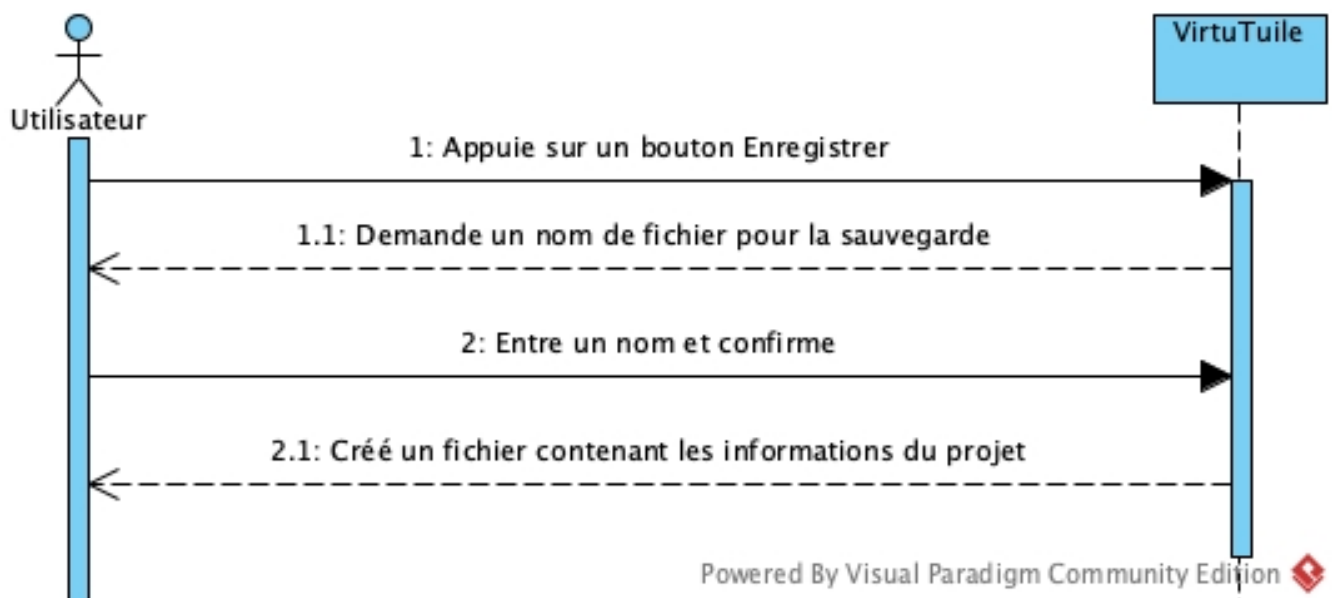 VirtuTuile
Utilisateur
1: Appuie sur un bouton Enregistrer
1.1: Demande un nom de fichier pour la sauvegarde
2: Entre un nom et confirme
2.1: Créé un fichier contenant les informations du projet
Powered By Visual Paradigm Community Edition